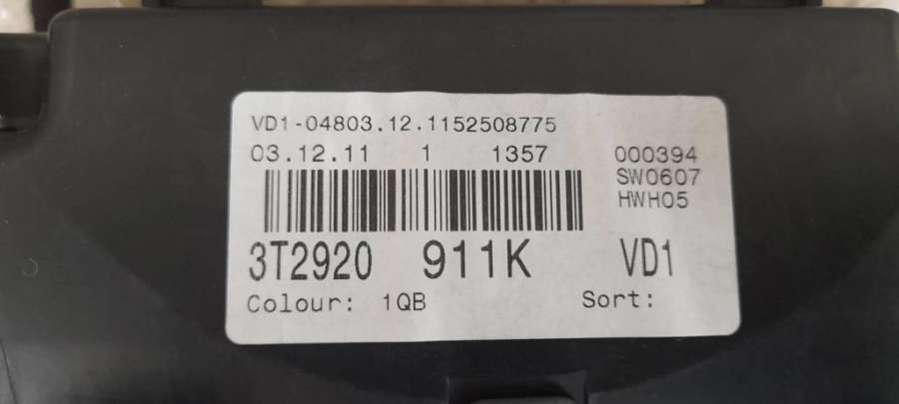 VD1-04803.12.1152508775
03.12.11 1 1357 000394
SW0607
HWH05
3T2920 911K VD1
Colour: 1QB Sort: